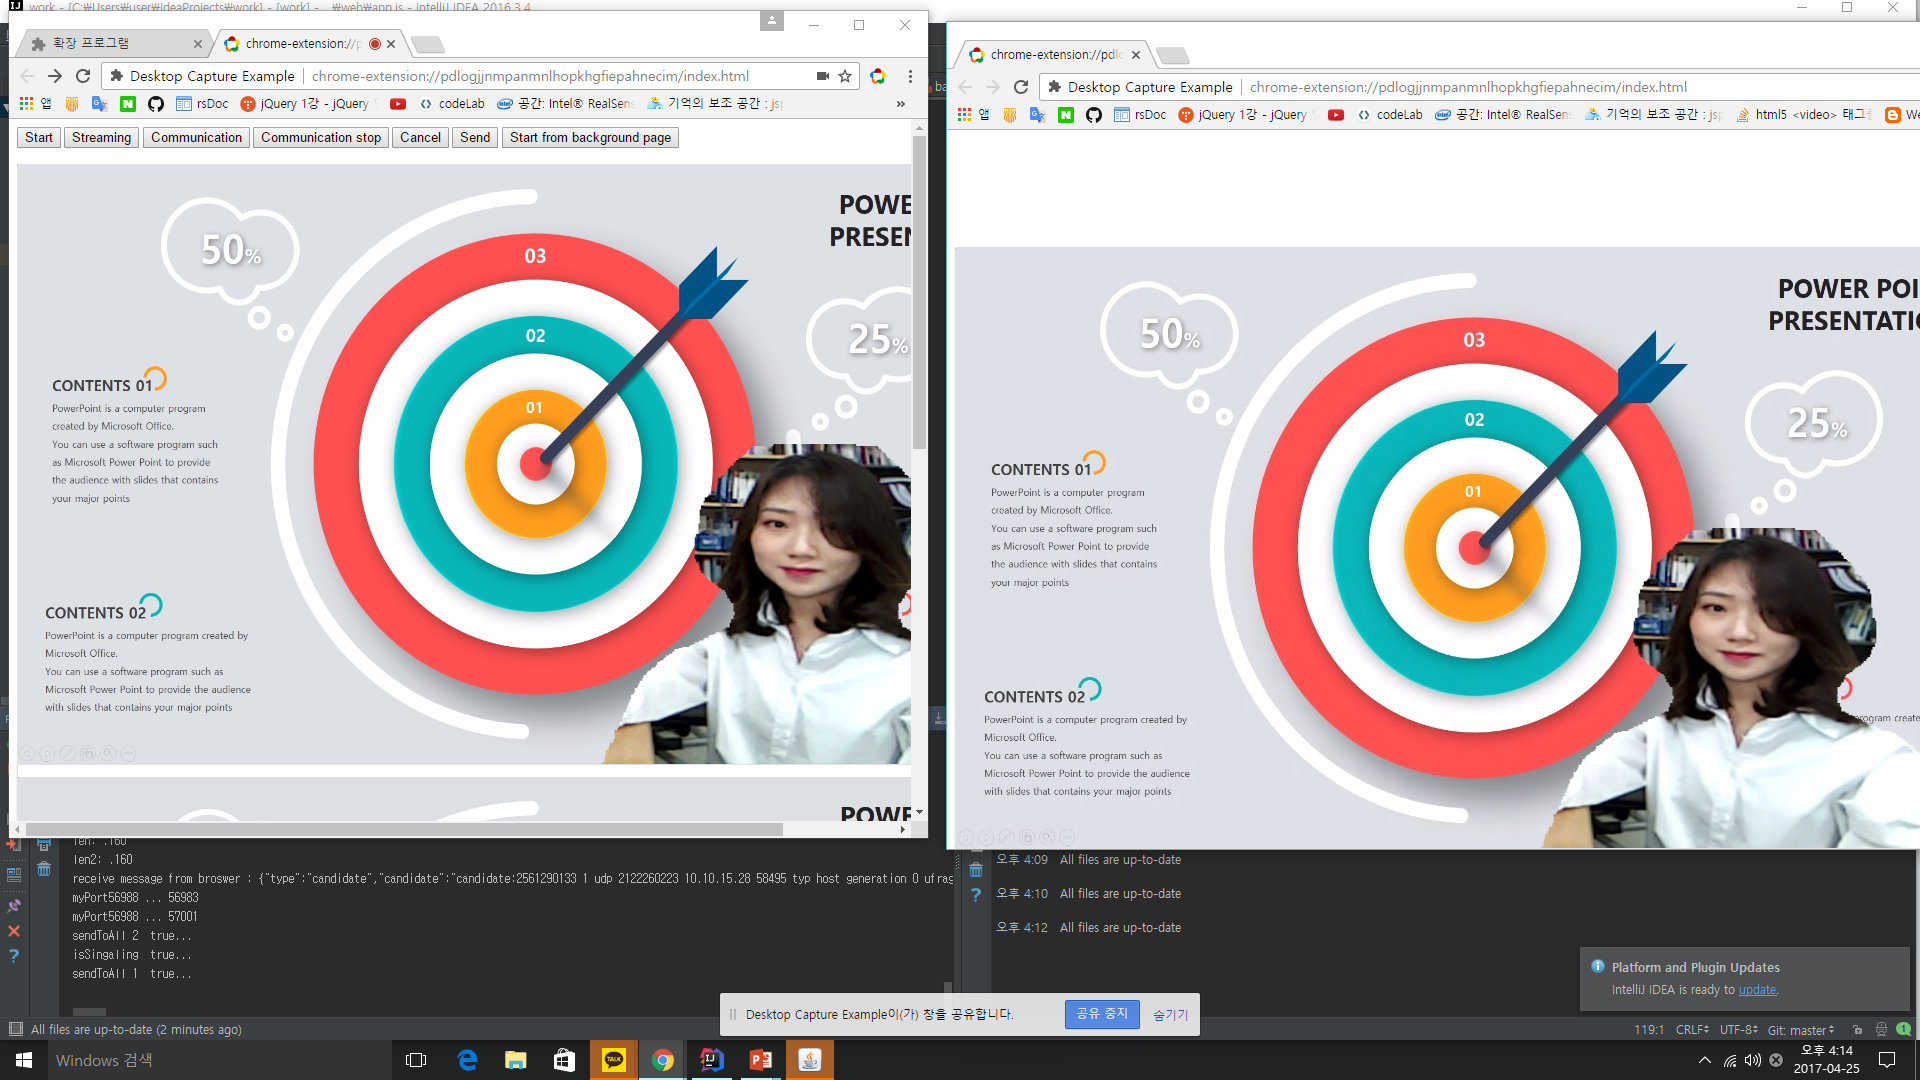 work - [C:\Users\user\IdeaProjects\work] - [work] - ...\web\app.js - IntelliJ IDEA 2016.3.4
확장 프로그램
chrome-extension://p
Desktop Capture Example
chrome-extension://pdlogjjnmpanmnlhopkhgfiepahnecim/index.html
앱
rsDoc
jQuery 1강 - jQuery
codeLab
공간: Intel® RealSens
기억의 보조 공간 : jsp
»
Start
Streaming
Communication
Communication stop
Cancel
Send
Start from background page
50%
POWE
PRESEN
03
02
01
25%
CONTENTS 01
PowerPoint is a computer program
created by Microsoft Office.
You can use a software program such
as Microsoft Power Point to provide
the audience with slides that contains
your major points
CONTENTS 02
PowerPoint is a computer program created by
Microsoft Office.
You can use a software program such as
Microsoft Power Point to provide the audience
with slides that contains your major points
POWE
chrome-extension://pdlo
Desktop Capture Example
chrome-extension://pdlogjjnmpanmnlhopkhgfiepahnecim/index.html
앱
rsDoc
jQuery 1강 - jQuery
codeLab
공간: Intel® RealSens
기억의 보조 공간 : jsp
html5 <video> 태그
We
50%
POWER POI
PRESENTATIO
03
02
01
25%
CONTENTS 01
PowerPoint is a computer program
created by Microsoft Office.
You can use a software program such
as Microsoft Power Point to provide
the audience with slides that contains
your major points
CONTENTS 02
PowerPoint is a computer program created by
Microsoft Office.
You can use a software program such as
Microsoft Power Point to provide the audience
with slides that contains your major points
program create
len: .160
len2: .160
receive message from broswer : {"type":"candidate","candidate":"candidate:2561290133 1 udp 2122260223 10.10.15.28 58495 typ host generation 0 ufrag
myPort56988 ... 56983
myPort56988 ... 57001
sendToAll 2 true...
isSingaling true...
sendToAll 1 true...
오후 4:09 All files are up-to-date
오후 4:10 All files are up-to-date
오후 4:12 All files are up-to-date
Platform and Plugin Updates
IntelliJ IDEA is ready to update.
Desktop Capture Example이(가) 창을 공유합니다.
공유 중지
숨기기
All files are up-to-date (2 minutes ago)
119:1 CRLF UTF-8 Git: master
1
Windows 검색
TALK
오후 4:14
2017-04-25